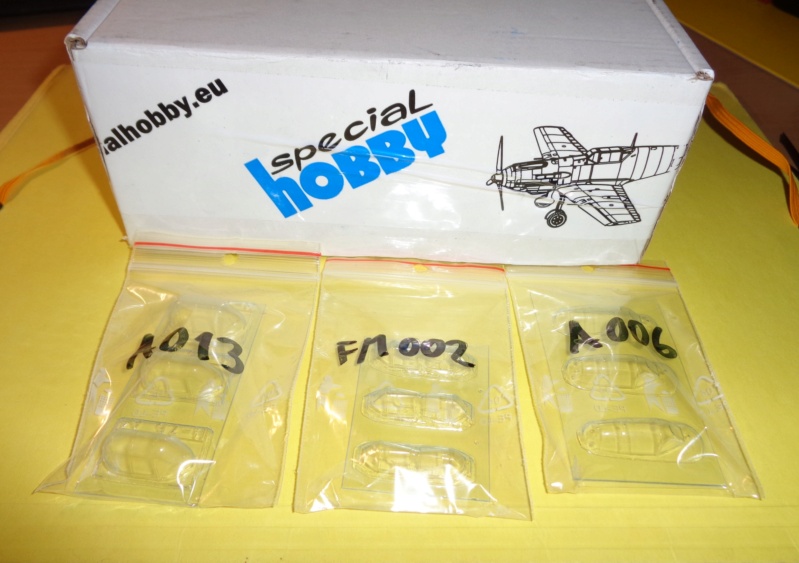 alhobby.eu
special
hobby
A013
FM002
A006